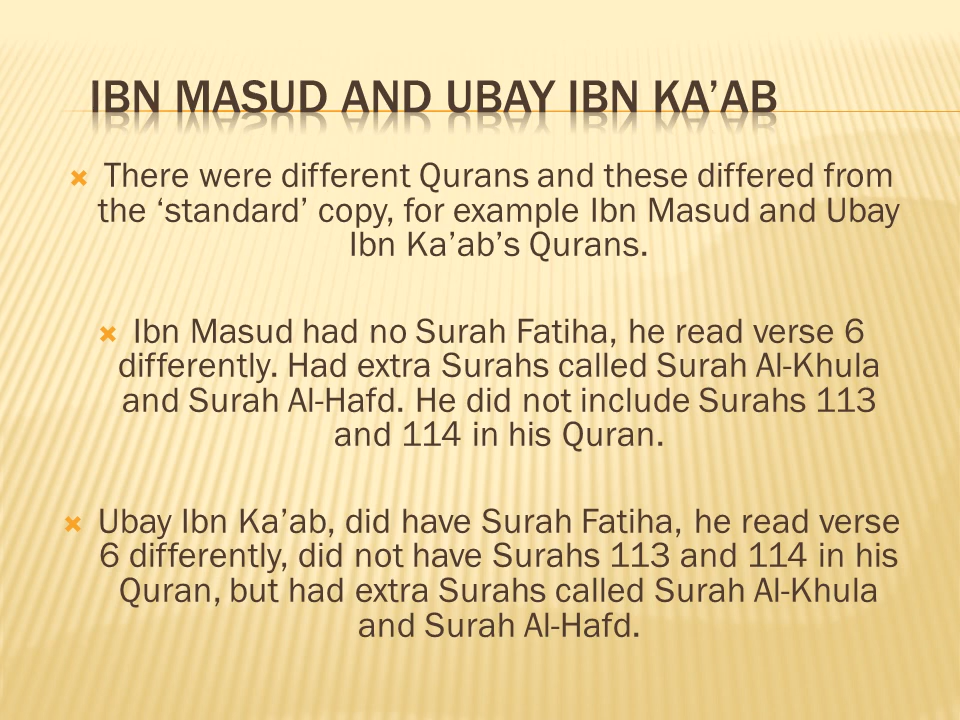 IBN MASUD AND UBAY IBN KA’AB
There were different Qurans and these differed from
the ‘standard’ copy, for example Ibn Masud and Ubay
Ibn Ka’ab’s Qurans.
Ibn Masud had no Surah Fatiha, he read verse 6
differently. Had extra Surahs called Surah Al-Khula
and Surah Al-Hafd. He did not include Surahs 113
and 114 in his Quran.
Ubay Ibn Ka’ab, did have Surah Fatiha, he read verse
6 differently, did not have Surahs 113 and 114 in his
Quran, but had extra Surahs called Surah Al-Khula
and Surah Al-Hafd.